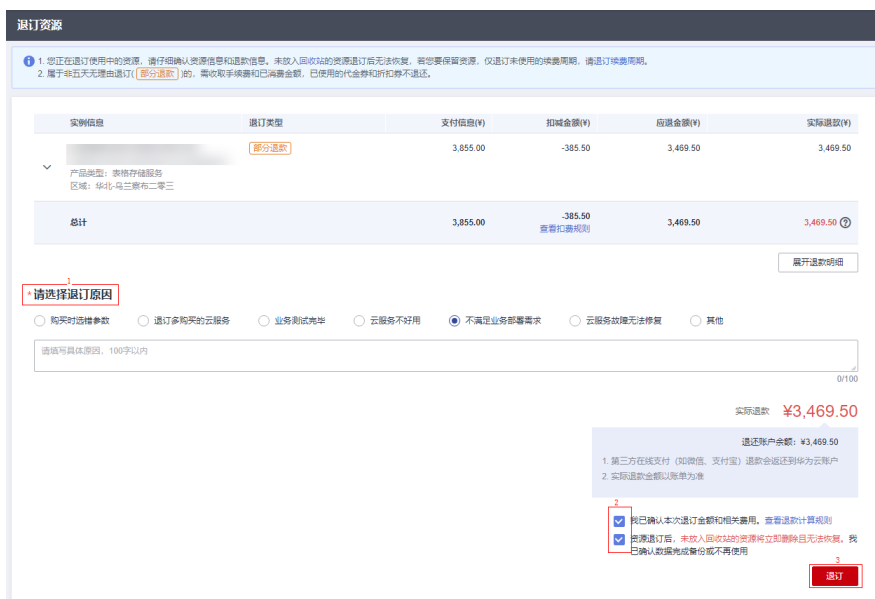 退订资源
1. 您正在退订使用中的资源，请仔细确认资源信息和退款信息。未放入回收站的资源退订后无法恢复，若您要保留资源，仅退订未使用的续费周期，请退订续费周期。
2. 属于非五天无理由退订( 部分退款 )的，需收取手续费和已消费金额，已使用的代金券和折扣券不退还。
实例信息 退订类型 支付信息(¥) 扣减金额(¥) 应退金额(¥) 实际退款(¥)
部分退款 3,855.00 -385.50 3,469.50 3,469.50
产品类型：表格存储服务
区域：华北-乌兰察布二零三
总计 3,855.00 -385.50 3,469.50 3,469.50
查看扣费规则
展开退款明细
1
*请选择退订原因
购买时选错参数 退订多购买的云服务 业务测试完毕 云服务不好用 不满足业务部署需求 云服务故障无法修复 其他
请填写具体原因，100字以内
0/100
实际退款 ¥3,469.50
退还账户余额：¥3,469.50
1. 第三方在线支付（如微信、支付宝）退款会返还到华为云账户
2. 实际退款金额以账单为准
2
我已确认本次退订金额和相关费用。查看退款计算规则
资源退订后，未放入回收站的资源将立即删除且无法恢复。我
已确认数据完成备份或不再使用
3
退订